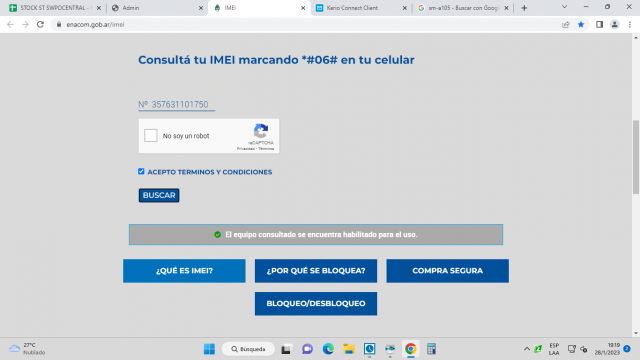 STOCK ST SWPOCENTRAL -
Admin
IMEI
Kerio Connect Client
sm-a105 - Buscar con Google
enacom.gob.ar/imei
Consultá tu IMEI marcando *#06# en tu celular
Nº 357631101750
No soy un robot
reCAPTCHA
Privacidad - Términos
ACEPTO TERMINOS Y CONDICIONES
BUSCAR
El equipo consultado se encuentra habilitado para el uso.
¿QUÉ ES IMEI?
¿POR QUÉ SE BLOQUEA?
COMPRA SEGURA
BLOQUEO/DESBLOQUEO
27°C
Nublado
Búsqueda
ESP
LAA
19:19
28/1/2023
2